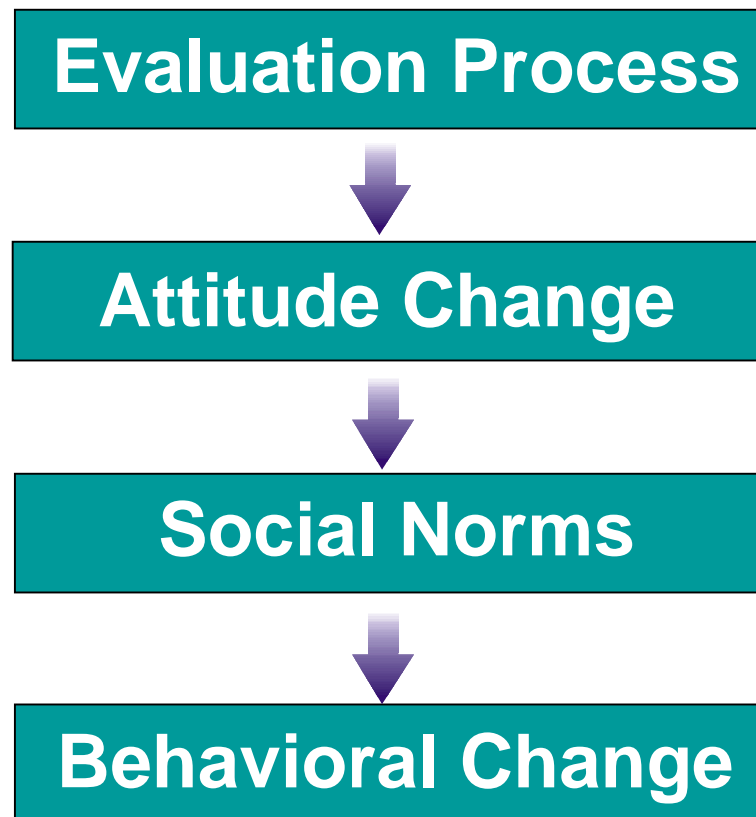 Evaluation Process
Attitude Change
Social Norms
Behavioral Change